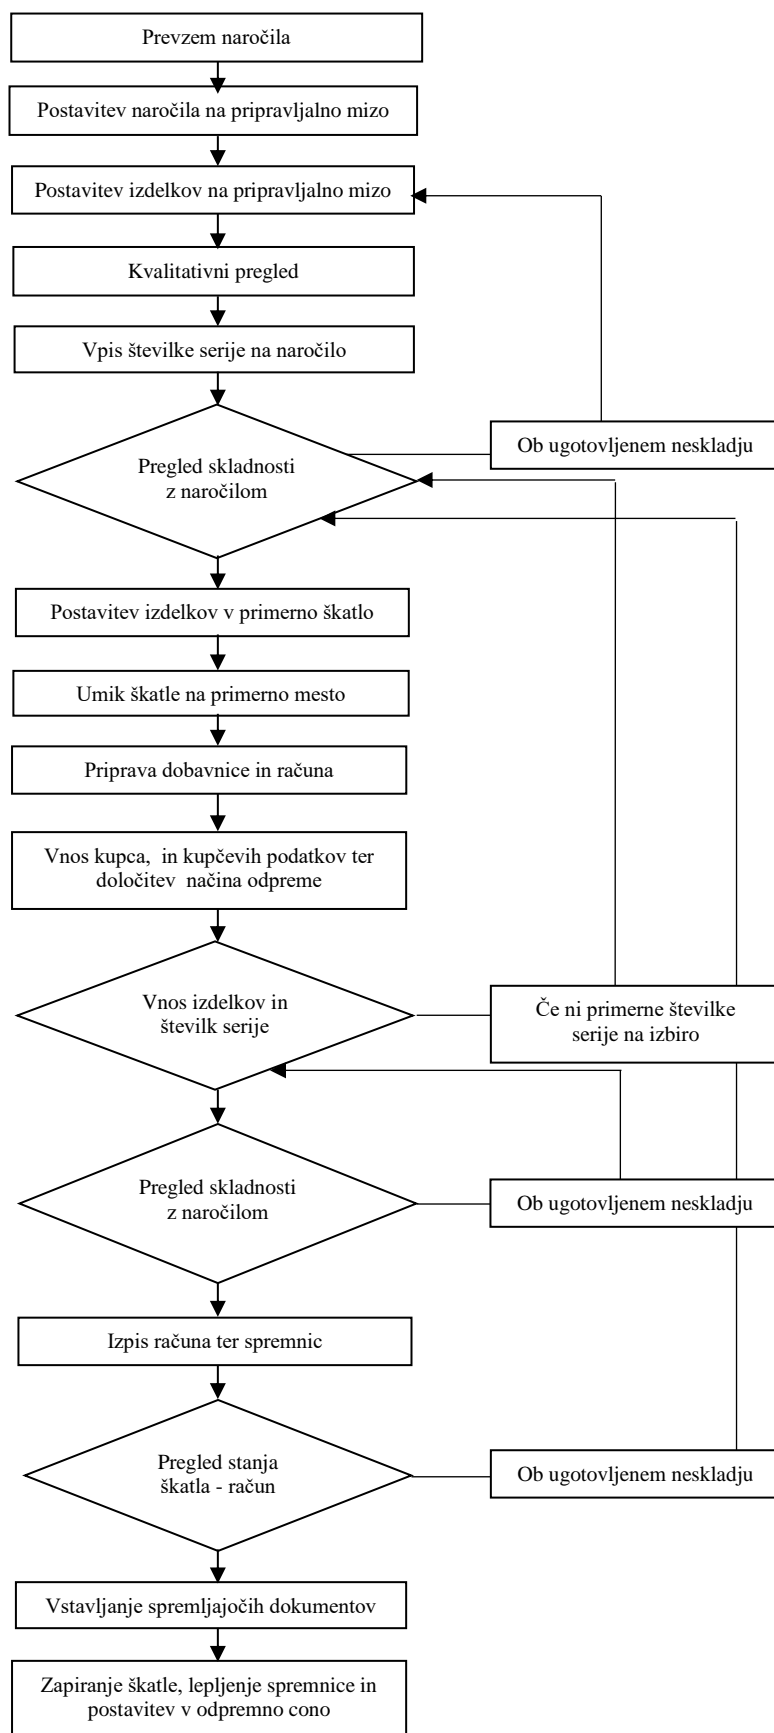 Prevzem naročila
Postavitev naročila na pripravljalno mizo
Postavitev izdelkov na pripravljalno mizo
Kvalitativni pregled
Vpis številke serije na naročilo
Pregled skladnosti
z naročilom
Ob ugotovljenem neskladju
Postavitev izdelkov v primerno škatlo
Umik škatle na primerno mesto
Priprava dobavnice in računa
Vnos kupca,  in kupčevih podatkov ter
določitev  načina odpreme
Vnos izdelkov in
številk serije
Če ni primerne številke
serije na izbiro
Pregled skladnosti
z naročilom
Ob ugotovljenem neskladju
Izpis računa ter spremnic
Pregled stanja
škatla - račun
Ob ugotovljenem neskladju
Vstavljanje spremljajočih dokumentov
Zapiranje škatle, lepljenje spremnice in
postavitev v odpremno cono